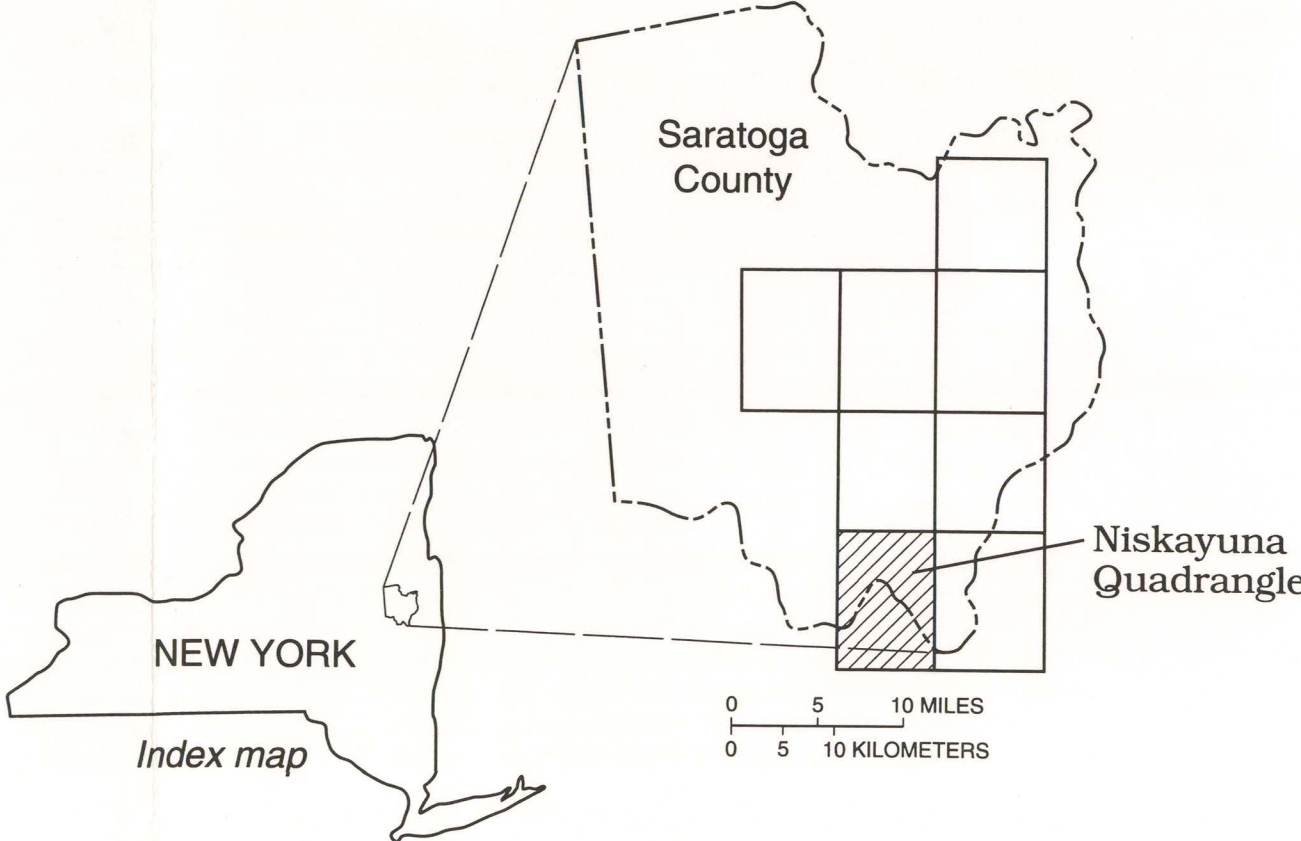 Saratoga
County
Niskayuna
Quadrangle
NEW YORK
Index map
0 5 10 MILES
0 5 10 KILOMETERS